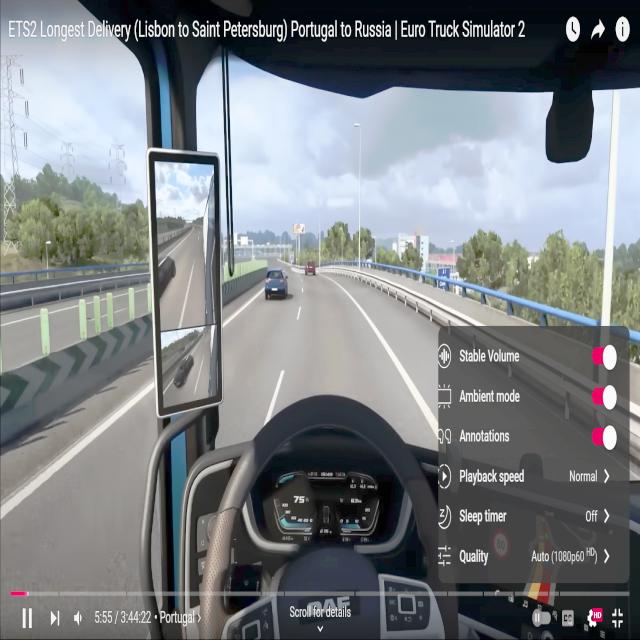 ETS2 Longest Delivery (Lisbon to Saint Petersburg) Portugal to Russia | Euro Truck Simulator 2
Stable Volume
Ambient mode
Annotations
Playback speed Normal
Sleep timer Off
Quality Auto (1080p60 HD)
75
DAF
Scroll for details
5:55 / 3:44:22 • Portugal
CC
HD